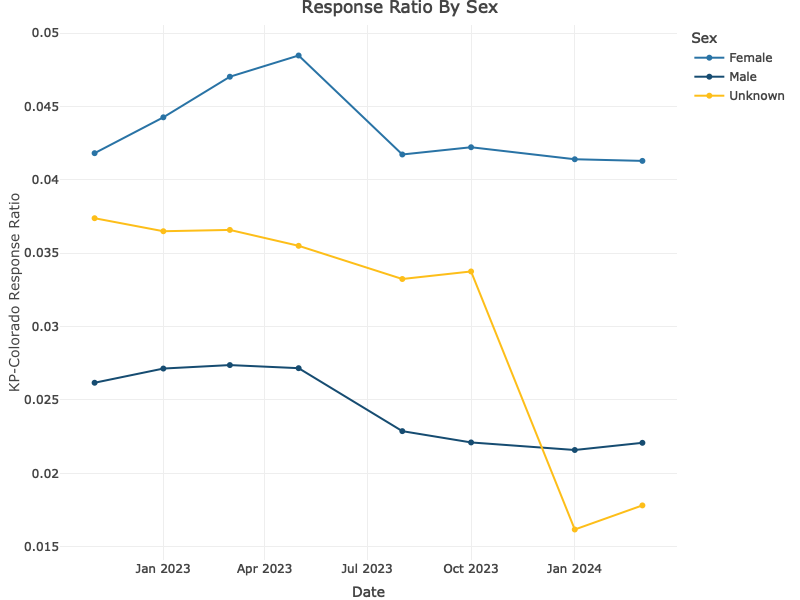 Response Ratio By Sex
Sex
Female
Male
Unknown
KP-Colorado Response Ratio
0.05
0.045
0.04
0.035
0.03
0.025
0.02
0.015
Jan 2023
Apr 2023
Jul 2023
Oct 2023
Jan 2024
Date